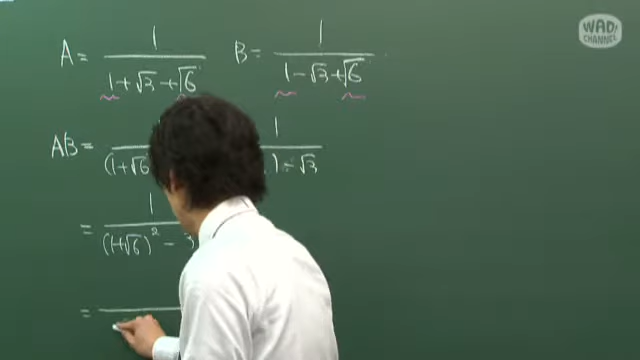 WAD! CHANNEL
A = 1/(1+√3+√6) B = 1/(1-√3+√6)
AB = 1/((1+√6 1/ ) - √3
= 1/((1+√6)² - 3
=